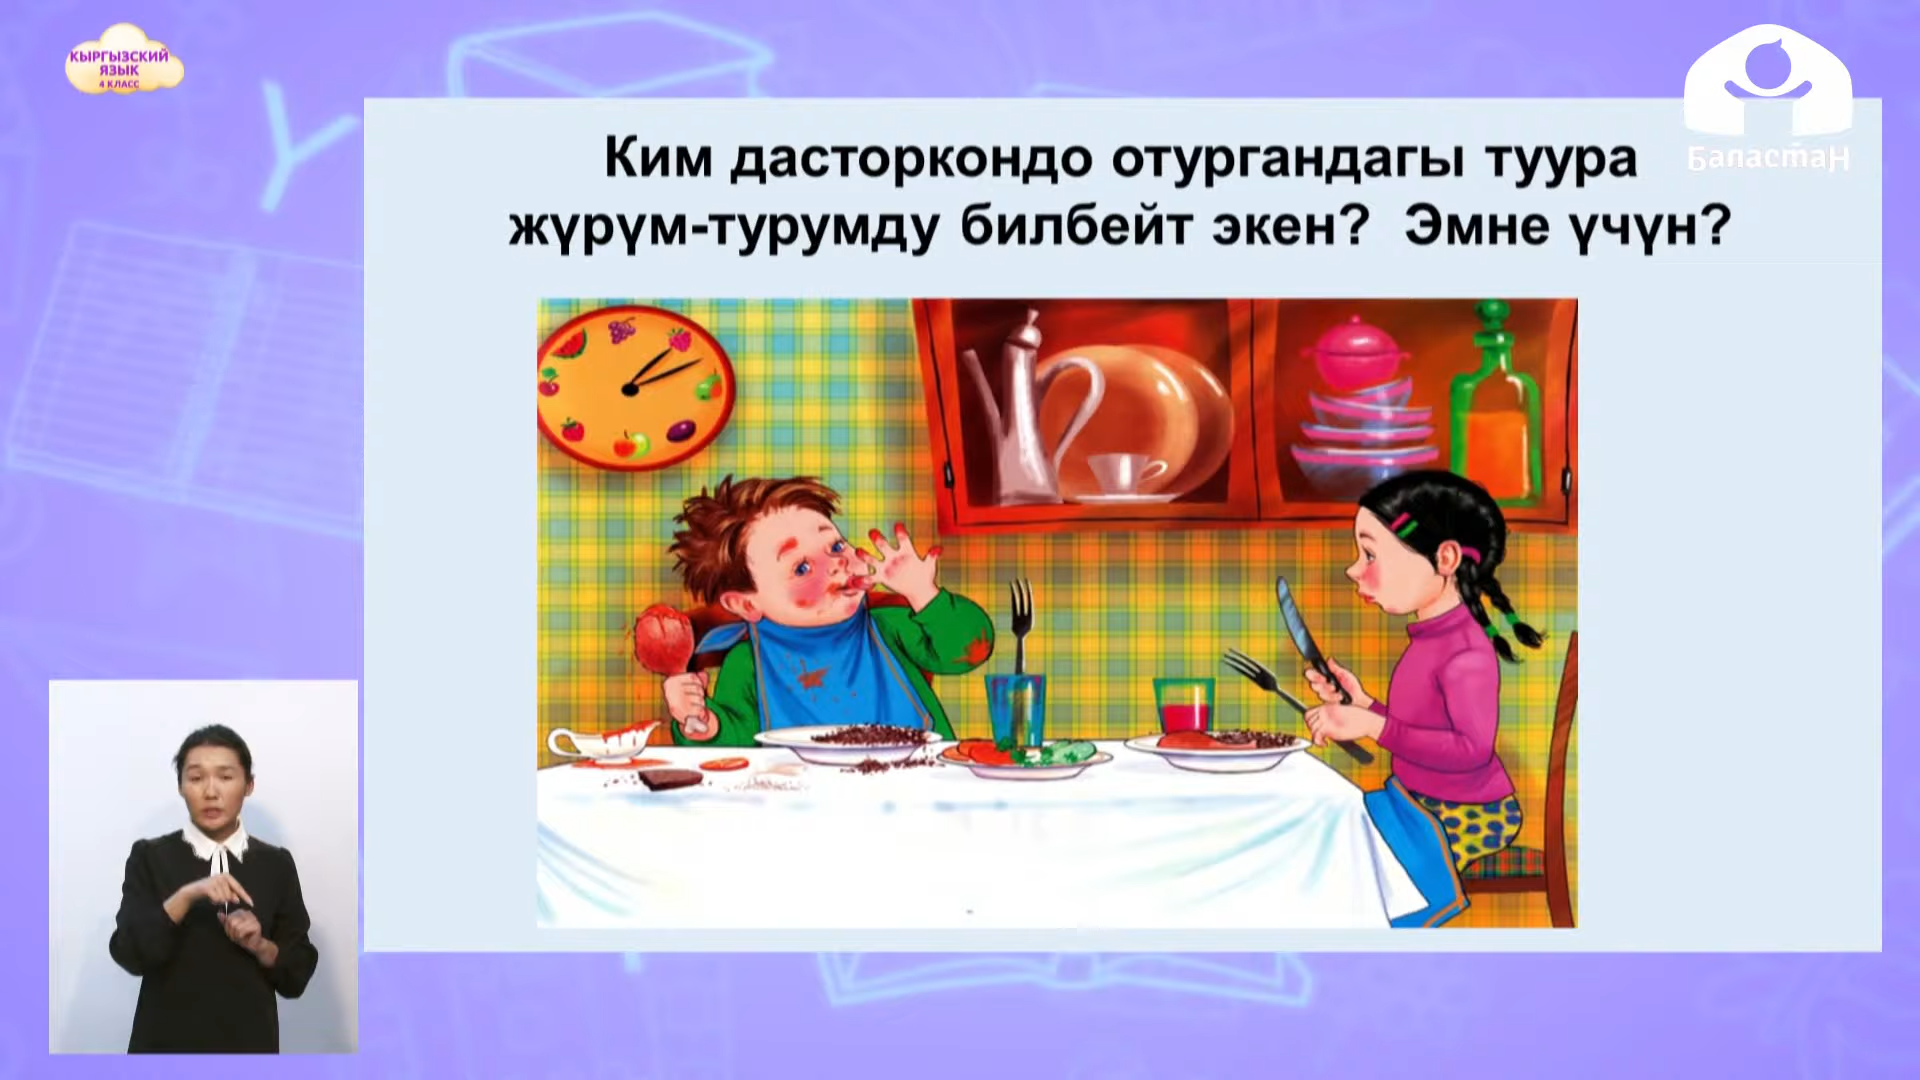 КЫРГЫЗСКИЙ
ЯЗЫК
4 КЛАСС
Баластан
Ким дасторкондо отургандагы туура
жүрүм-турумду билбейт экен? Эмне үчүн?